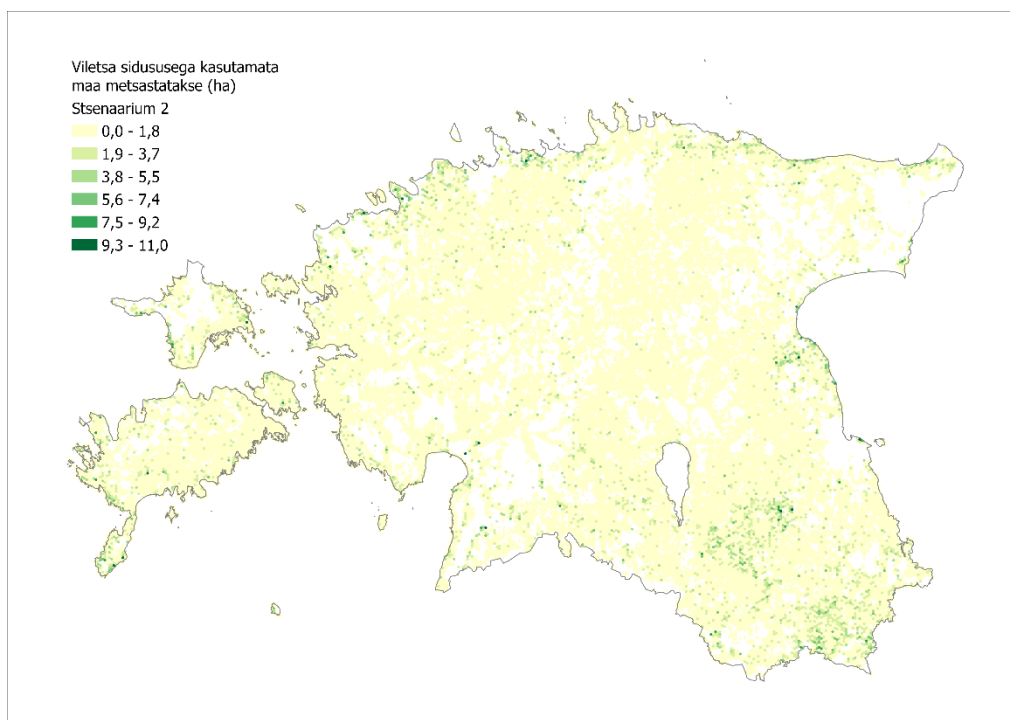 Viletsa sidususega kasutamata
maa metsastatakse (ha)
Stsenaarium 2
0,0 - 1,8
1,9 - 3,7
3,8 - 5,5
5,6 - 7,4
7,5 - 9,2
9,3 - 11,0